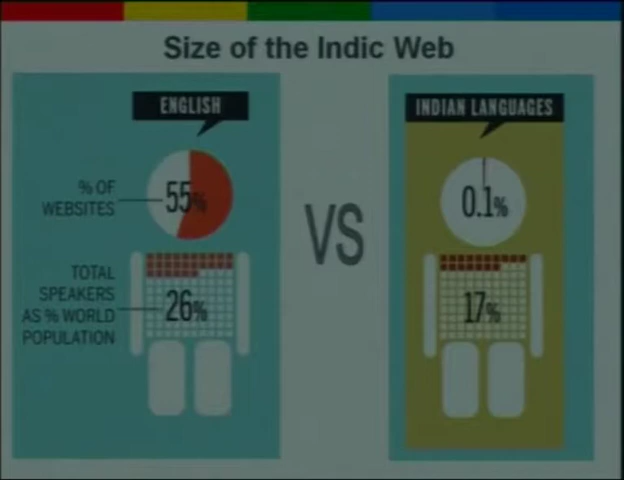 Size of the Indic Web
ENGLISH
% OF
WEBSITES
55%
TOTAL
SPEAKERS
AS % WORLD
POPULATION
26%
VS
INDIAN LANGUAGES
0.1%
17%